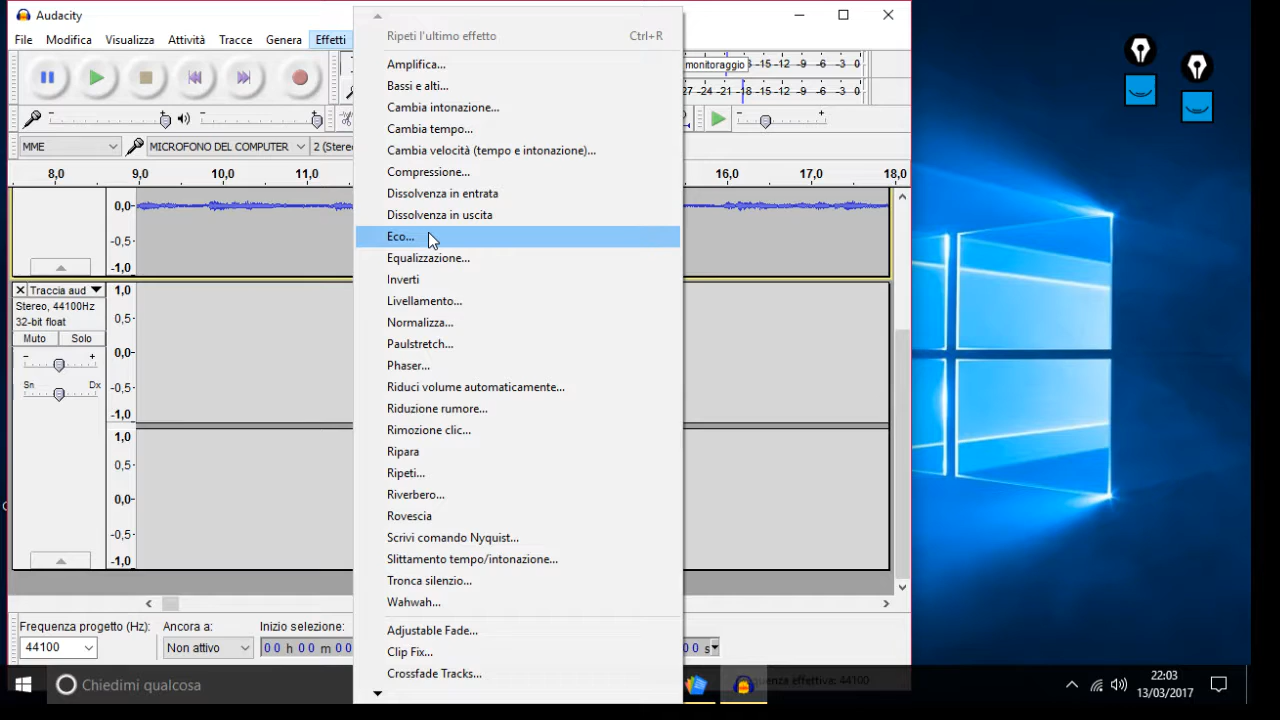 Audacity
File Modifica Visualizza Attività Tracce Genera Effetti
Ripeti l'ultimo effetto Ctrl+R
Amplifica...
Bassi e alti...
Cambia intonazione...
Cambia tempo...
Cambia velocità (tempo e intonazione)...
Compressione...
Dissolvenza in entrata
Dissolvenza in uscita
Eco...
Equalizzazione...
Inverti
Livellamento...
Normalizza...
Paulstretch...
Phaser...
Riduci volume automaticamente...
Riduzione rumore...
Rimozione clic...
Ripara
Ripeti...
Riverbero...
Rovescia
Scrivi comando Nyquist...
Slittamento tempo/intonazione...
Tronca silenzio...
Wahwah...
Adjustable Fade...
Clip Fix...
Crossfade Tracks...
monitoraggio -15 -12 -9 -6 -3 0
27 -24 -21 -18 -15 -12 -9 -6 -3 0
MME MICROFONO DEL COMPUTER 2 (Stere
8,0 9,0 10,0 11,0 16,0 17,0 18,0
0,0
-0,5
-1,0
Traccia aud
Stereo, 44100Hz
32-bit float
Muto Solo
- +
Sn Dx
1,0
0,5
0,0
-0,5
-1,0
1,0
0,5
0,0
-0,5
-1,0
Frequenza progetto (Hz): Ancora a: Inizio selezione:
44100 Non attivo 00 h 00 m 00
00 s
Chiedimi qualcosa
equenza effettiva: 44100
22:03
13/03/2017